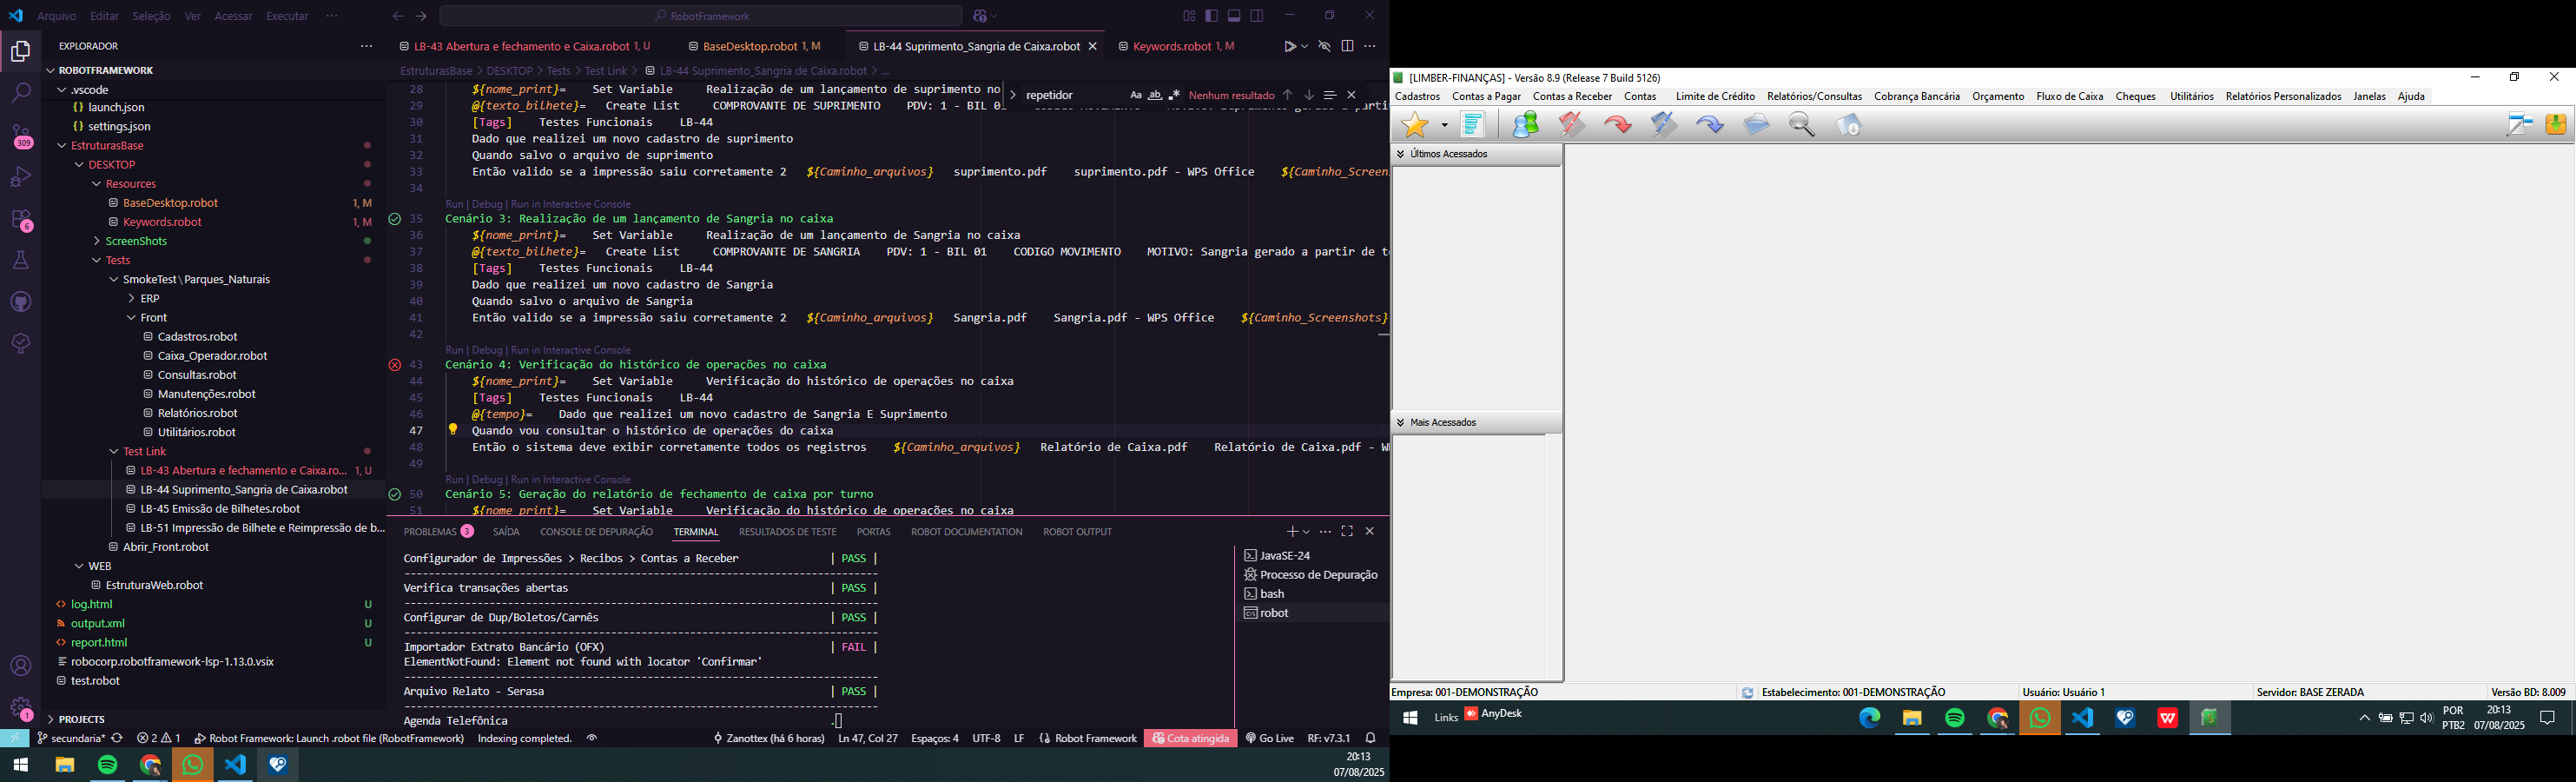 Arquivo Editar Seleção Ver Acessar Executar ···
RobotFramework
EXPLORADOR
ROBOTFRAMEWORK
.vscode
launch.json
settings.json
EstruturasBase
DESKTOP
Resources
BaseDesktop.robot 1, M
Keywords.robot 1, M
ScreenShots
Tests
SmokeTest\Parques_Naturais
ERP
Front
Cadastros.robot
Caixa_Operador.robot
Consultas.robot
Manutenções.robot
Relatórios.robot
Utilitários.robot
Test Link
LB-43 Abertura e fechamento e Caixa.ro... 1, U
LB-44 Suprimento_Sangria de Caixa.robot
LB-45 Emissão de Bilhetes.robot
LB-51 Impressão de Bilhete e Reimpressão de b...
Abrir_Front.robot
WEB
EstruturaWeb.robot
log.html U
output.xml U
report.html U
robocorp.robotframework-lsp-1.13.0.vsix
test.robot
PROJECTS
309
6
1
LB-43 Abertura e fechamento e Caixa.robot 1, U
BaseDesktop.robot 1, M
LB-44 Suprimento_Sangria de Caixa.robot
Keywords.robot 1, M
EstruturasBase > DESKTOP > Tests > Test Link > LB-44 Suprimento_Sangria de Caixa.robot > ...
repetidor Aa ab .* Nenhum resultado
28 ${nome_print}= Set Variable Realização de um lançamento de suprimento no
29 @{texto_bilhete}= Create List COMPROVANTE DE SUPRIMENTO PDV: 1 - BIL 01
30 [Tags] Testes Funcionais LB-44
31 Dado que realizei um novo cadastro de suprimento
32 Quando salvo o arquivo de suprimento
33 Então valido se a impressão saiu corretamente 2 ${Caminho_arquivos} suprimento.pdf suprimento.pdf - WPS Office ${Caminho_Screens
34
Run | Debug | Run in Interactive Console
35 Cenário 3: Realização de um lançamento de Sangria no caixa
36 ${nome_print}= Set Variable Realização de um lançamento de Sangria no caixa
37 @{texto_bilhete}= Create List COMPROVANTE DE SANGRIA PDV: 1 - BIL 01 CODIGO MOVIMENTO MOTIVO: Sangria gerado a partir de te
38 [Tags] Testes Funcionais LB-44
39 Dado que realizei um novo cadastro de Sangria
40 Quando salvo o arquivo de Sangria
41 Então valido se a impressão saiu corretamente 2 ${Caminho_arquivos} Sangria.pdf Sangria.pdf - WPS Office ${Caminho_Screenshots}
42
Run | Debug | Run in Interactive Console
43 Cenário 4: Verificação do histórico de operações no caixa
44 ${nome_print}= Set Variable Verificação do histórico de operações no caixa
45 [Tags] Testes Funcionais LB-44
46 @{tempo}= Dado que realizei um novo cadastro de Sangria E Suprimento
47 Quando vou consultar o histórico de operações do caixa
48 Então o sistema deve exibir corretamente todos os registros ${Caminho_arquivos} Relatório de Caixa.pdf Relatório de Caixa.pdf - W
49
Run | Debug | Run in Interactive Console
50 Cenário 5: Geração do relatório de fechamento de caixa por turno
51 ${nome_print}= Set Variable Verificação do histórico de operações no caixa
PROBLEMAS 3 SAÍDA CONSOLE DE DEPURAÇÃO TERMINAL RESULTADOS DE TESTE PORTAS ROBOT DOCUMENTATION ROBOT OUTPUT
Configurador de Impressões > Recibos > Contas a Receber | PASS |
Verifica transações abertas | PASS |
Configurar de Dup/Boletos/Carnês | PASS |
Importador Extrato Bancário (OFX) | FAIL |
ElementNotFound: Element not found with locator 'Confirmar'
Arquivo Relato - Serasa | PASS |
Agenda Telefônica .
JavaSE-24
Processo de Depuração
bash
robot
secundaria* 2 1 Robot Framework: Launch .robot file (RobotFramework) Indexing completed. Zanottex (há 6 horas) Ln 47, Col 27 Espaços: 4 UTF-8 LF Robot Framework Cota atingida Go Live RF: v7.3.1
20:13
07/08/2025
[LIMBER-FINANÇAS] - Versão 8.9 (Release 7 Build 5126)
Cadastros Contas a Pagar Contas a Receber Contas Limite de Crédito Relatórios/Consultas Cobrança Bancária Orçamento Fluxo de Caixa Cheques Utilitários Relatórios Personalizados Janelas Ajuda
Últimos Acessados
Mais Acessados
Empresa: 001-DEMONSTRAÇÃO Estabelecimento: 001-DEMONSTRAÇÃO Usuário: Usuário 1 Servidor: BASE ZERADA Versão BD: 8.009
Links AnyDesk
POR
PTB2
20:13
07/08/2025